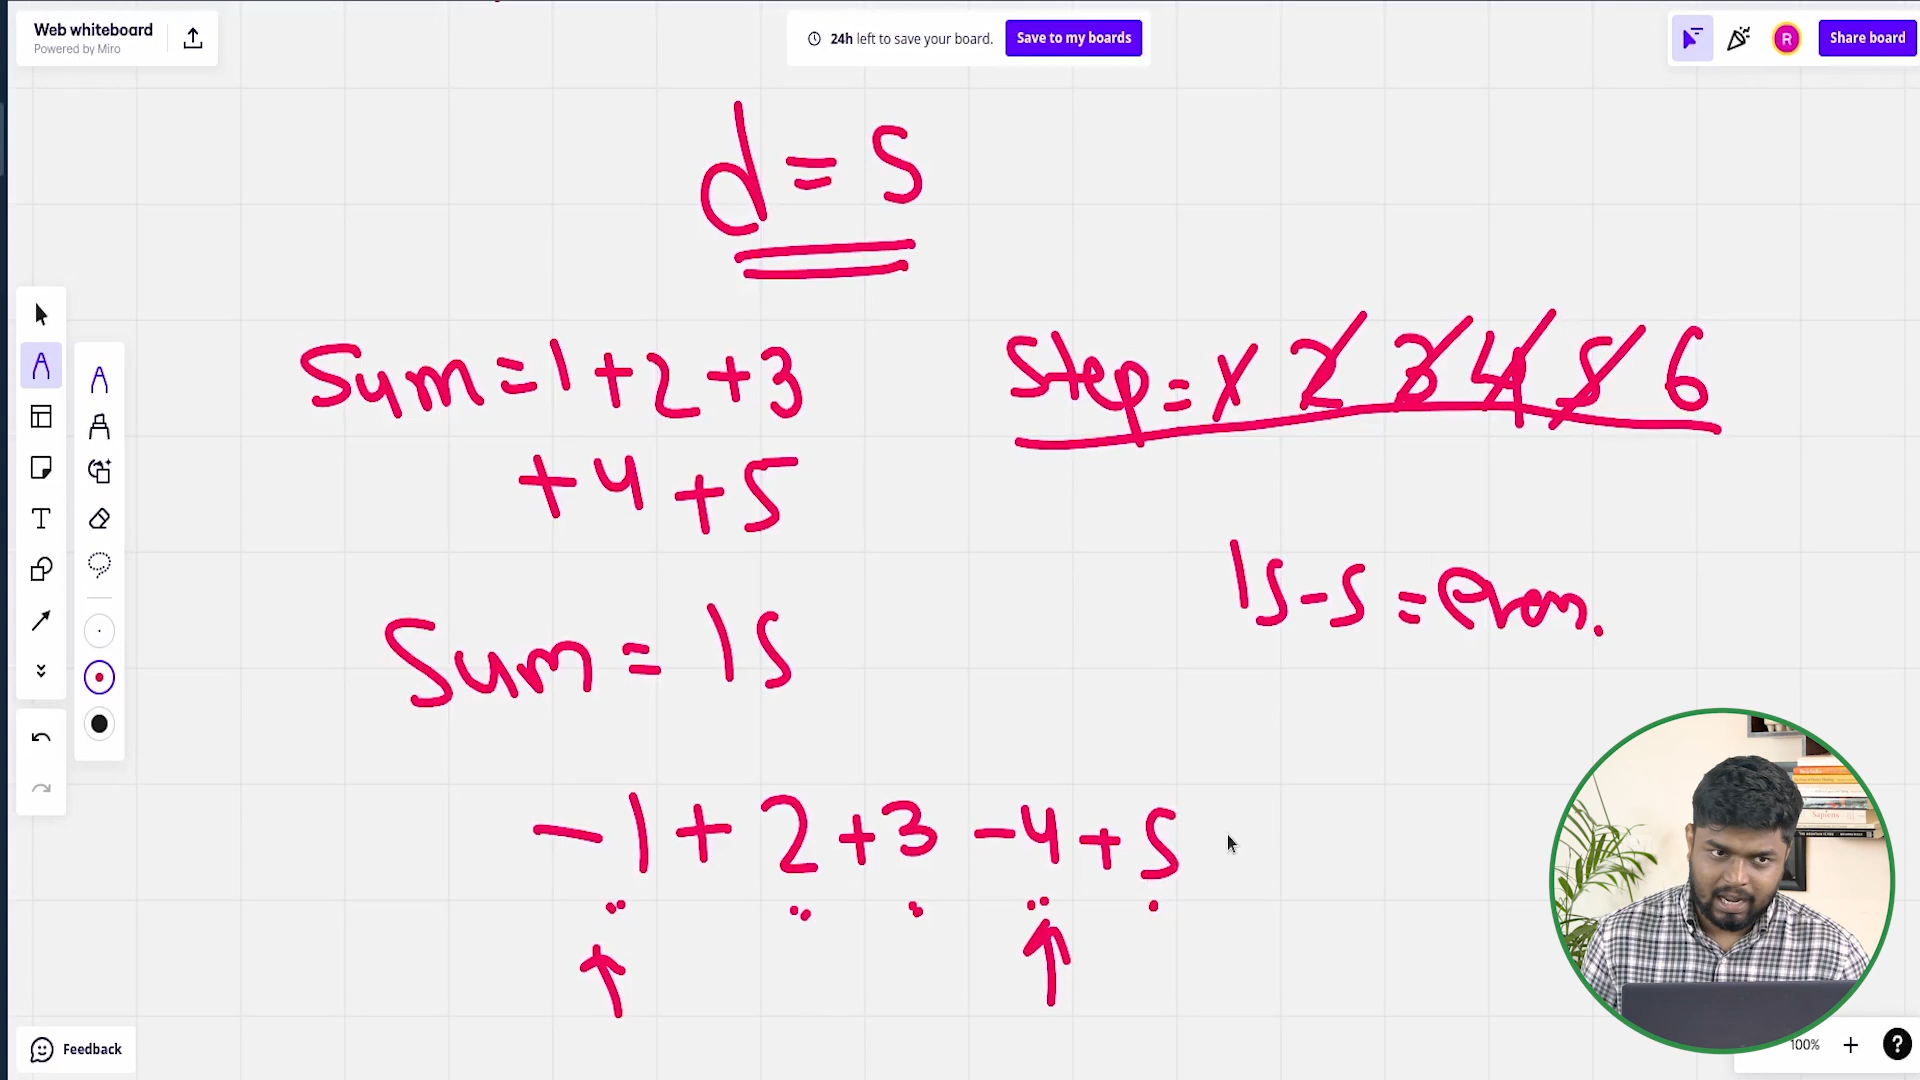 Web whiteboard
Powered by Miro
24h left to save your board.
Save to my boards
R
Share board
d = 5
Sum = 1 + 2 + 3
+ 4 + 5
Step = 1 2 3 4 5 6
15 - 5 = even.
Sum = 15
- 1 + 2 + 3 - 4 + 5
Sapiens
Feedback
100%